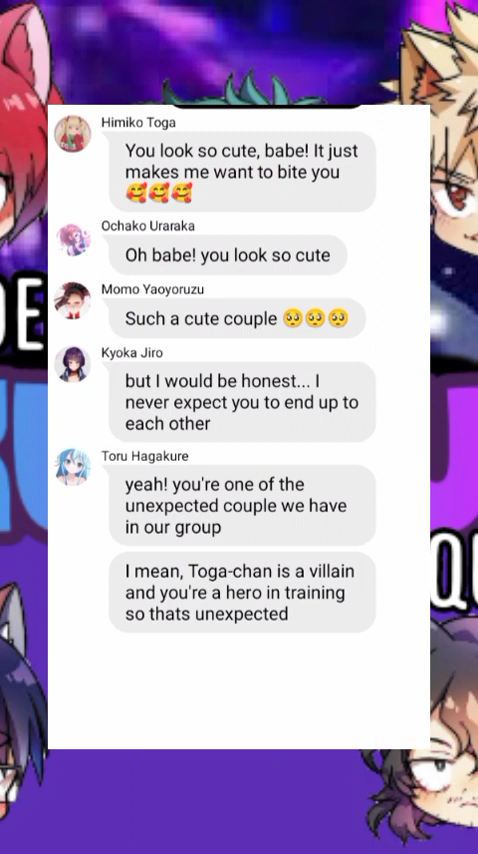 Himiko Toga
You look so cute, babe! It just
makes me want to bite you
🥰🥰🥰
Ochako Uraraka
Oh babe! you look so cute
Momo Yaoyoruzu
Such a cute couple 🥺🥺🥺
Kyoka Jiro
but I would be honest... I
never expect you to end up to
each other
Toru Hagakure
yeah! you're one of the
unexpected couple we have
in our group
I mean, Toga-chan is a villain
and you're a hero in training
so thats unexpected